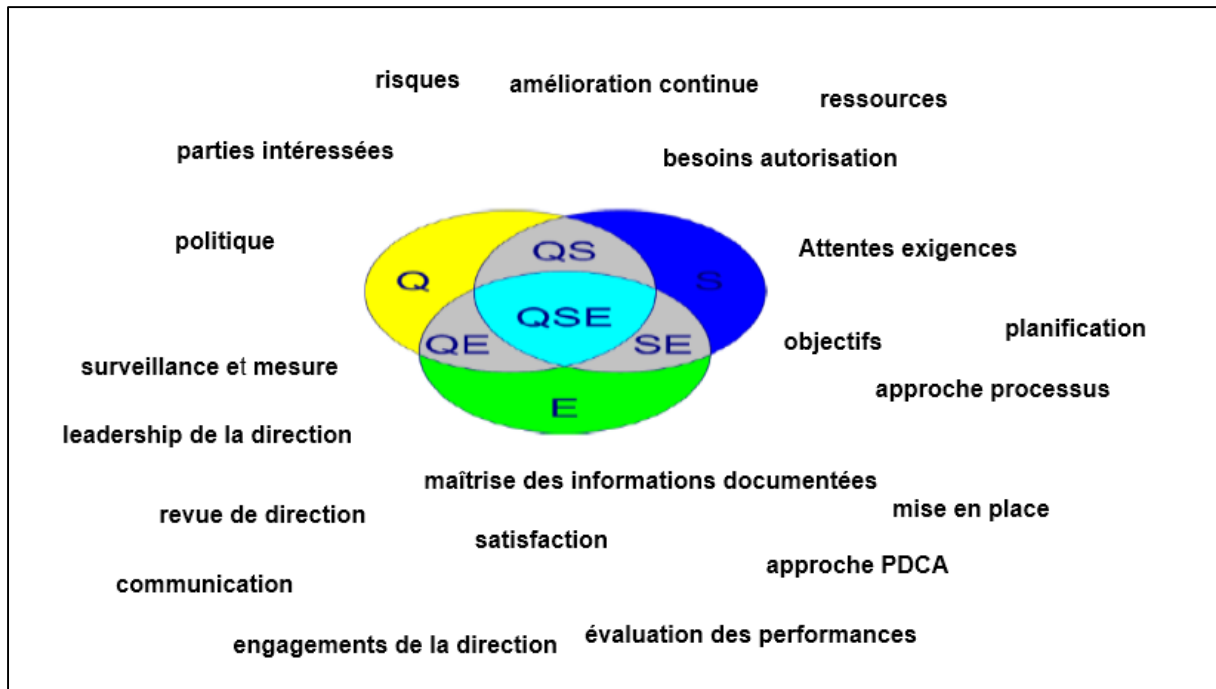 risques
amélioration continue
ressources
parties intéressées
besoins autorisation
politique
QS
Attentes exigences
Q
S
QSE
objectifs
planification
QE
SE
surveillance et mesure
approche processus
E
leadership de la direction
maîtrise des informations documentées
revue de direction
mise en place
satisfaction
approche PDCA
communication
engagements de la direction
évaluation des performances